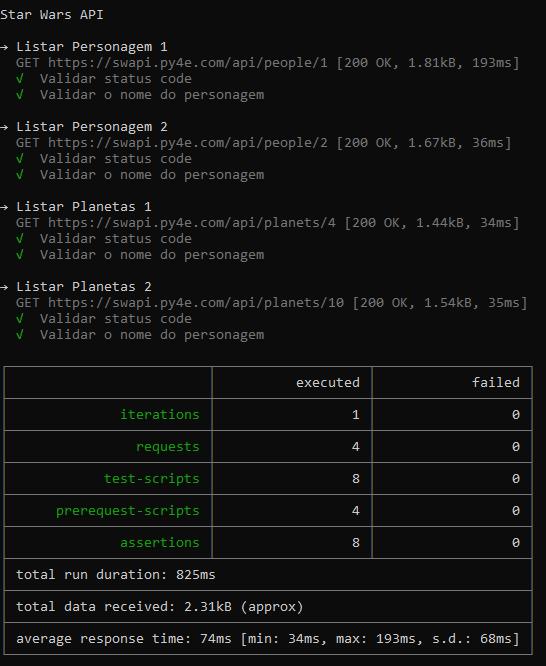 Star Wars API
→ Listar Personagem 1
GET https://swapi.py4e.com/api/people/1 [200 OK, 1.81kB, 193ms]
√ Validar status code
√ Validar o nome do personagem
→ Listar Personagem 2
GET https://swapi.py4e.com/api/people/2 [200 OK, 1.67kB, 36ms]
√ Validar status code
√ Validar o nome do personagem
→ Listar Planetas 1
GET https://swapi.py4e.com/api/planets/4 [200 OK, 1.44kB, 34ms]
√ Validar status code
√ Validar o nome do personagem
→ Listar Planetas 2
GET https://swapi.py4e.com/api/planets/10 [200 OK, 1.54kB, 35ms]
√ Validar status code
√ Validar o nome do personagem
executed failed
iterations 1 0
requests 4 0
test-scripts 8 0
prerequest-scripts 4 0
assertions 8 0
total run duration: 825ms
total data received: 2.31kB (approx)
average response time: 74ms [min: 34ms, max: 193ms, s.d.: 68ms]